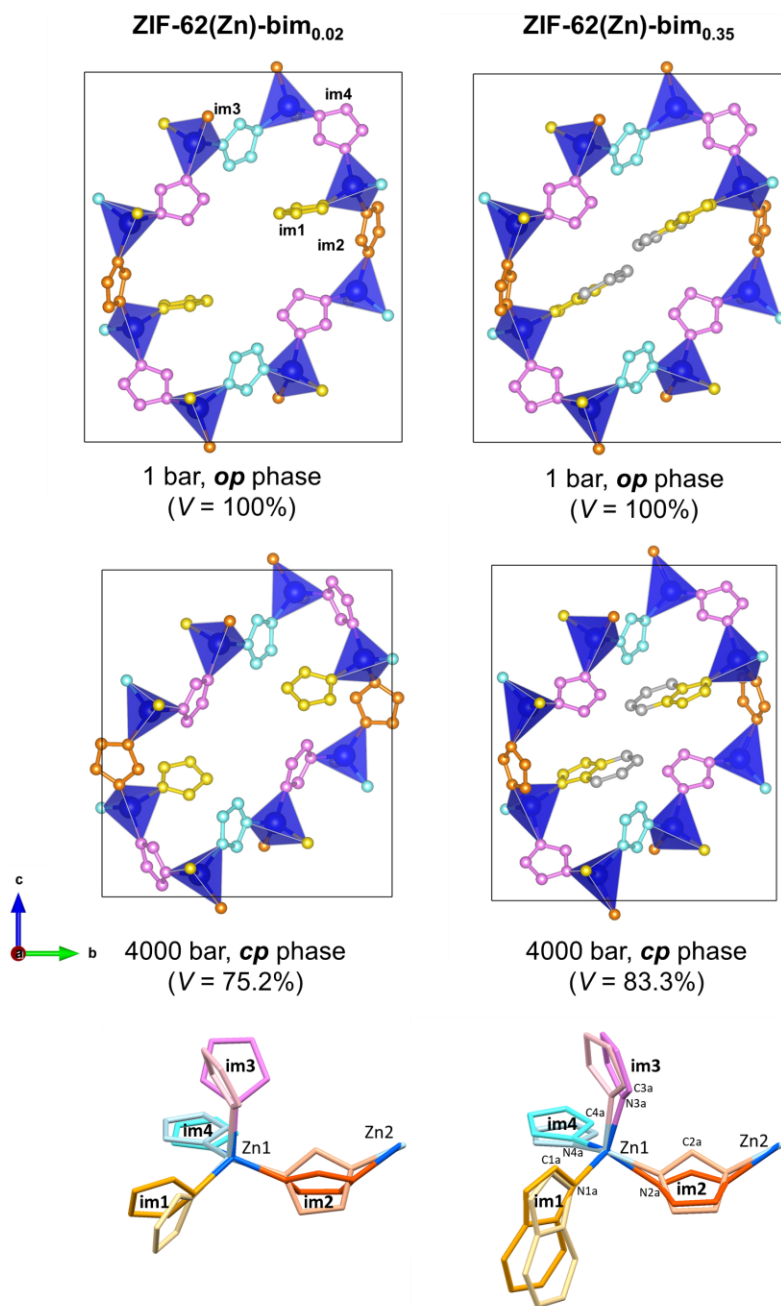 ZIF-62(Zn)-bim0.02
ZIF-62(Zn)-bim0.35
im3
im4
im1
im2
1 bar, op phase
(V = 100%)
1 bar, op phase
(V = 100%)
c
a
b
4000 bar, cp phase
(V = 75.2%)
4000 bar, cp phase
(V = 83.3%)
im3
im4
Zn1
Zn2
im1
im2
im3
C3a
N3a
C4a
im4
N4a
Zn1
C2a
Zn2
C1a
im1
N1a
N2a
im2